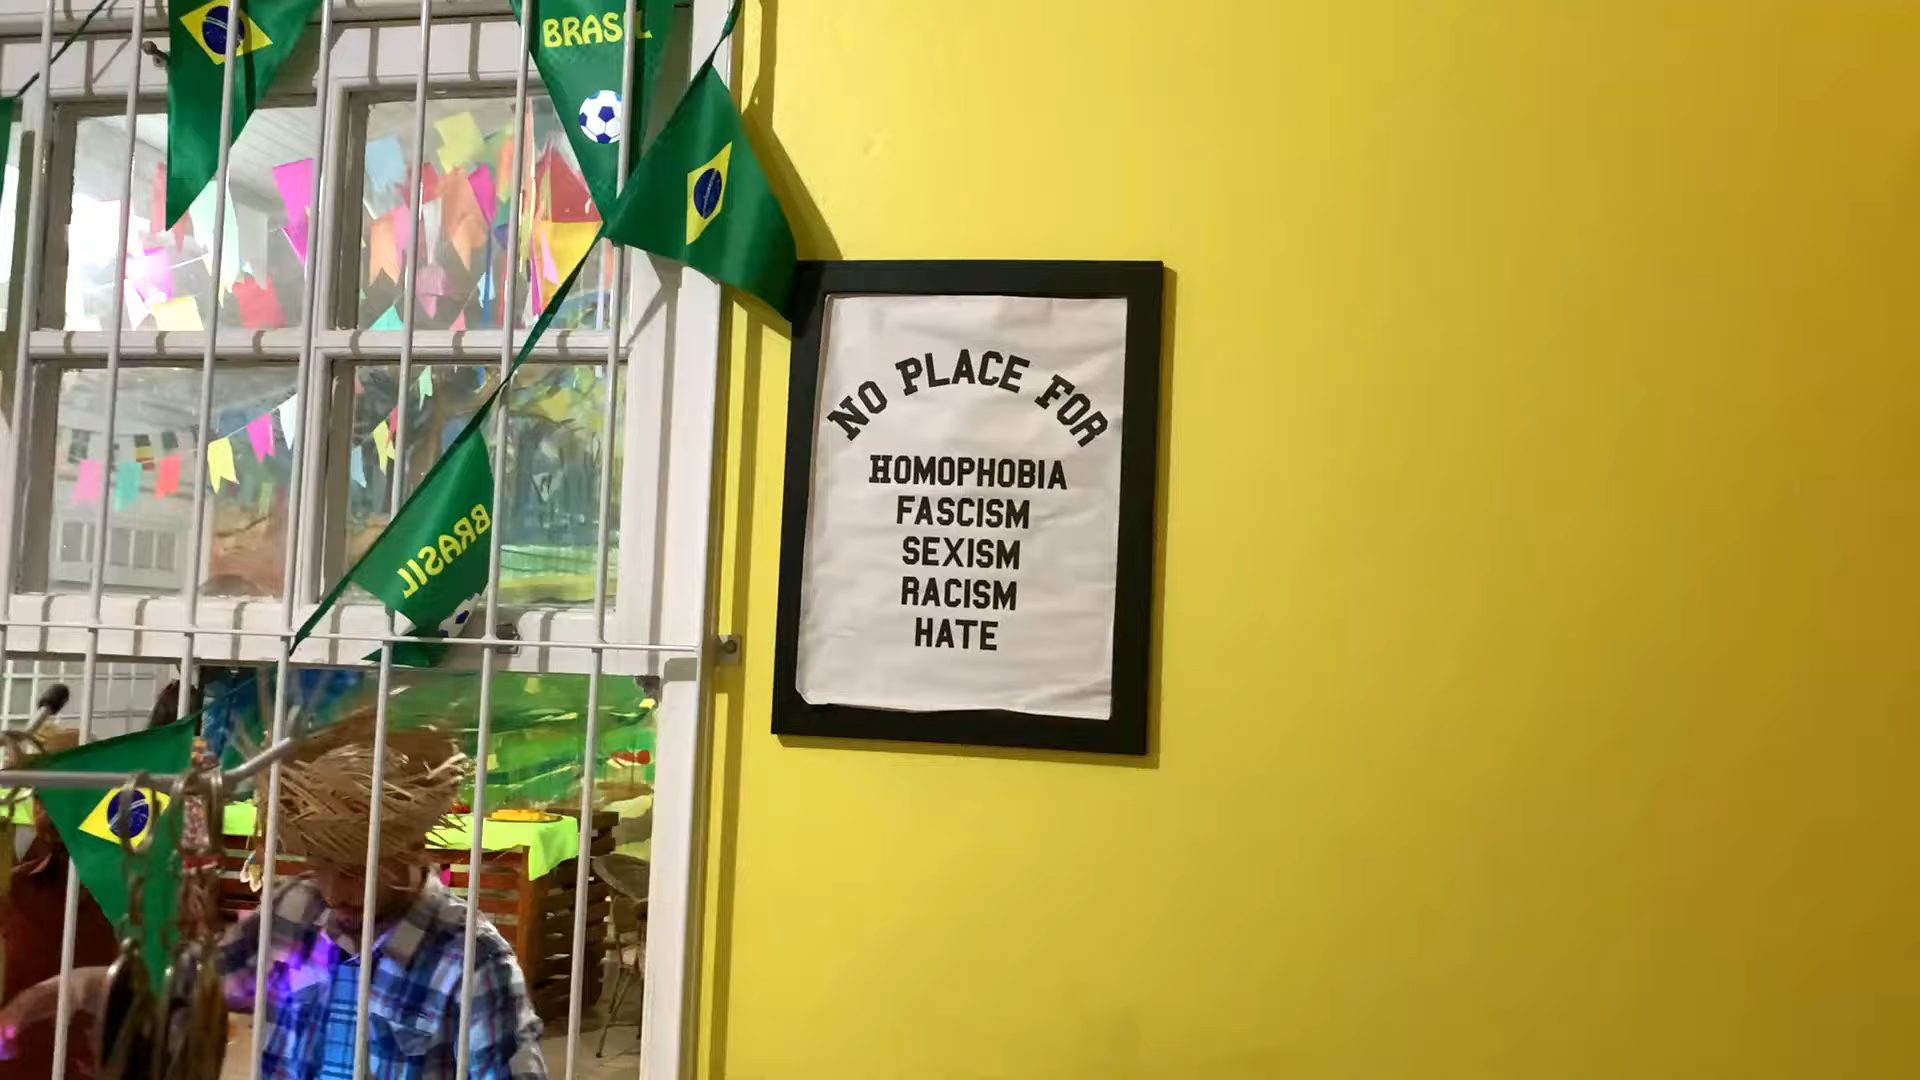 BRASIL
BRASIL
NO PLACE FOR
HOMOPHOBIA
FASCISM
SEXISM
RACISM
HATE